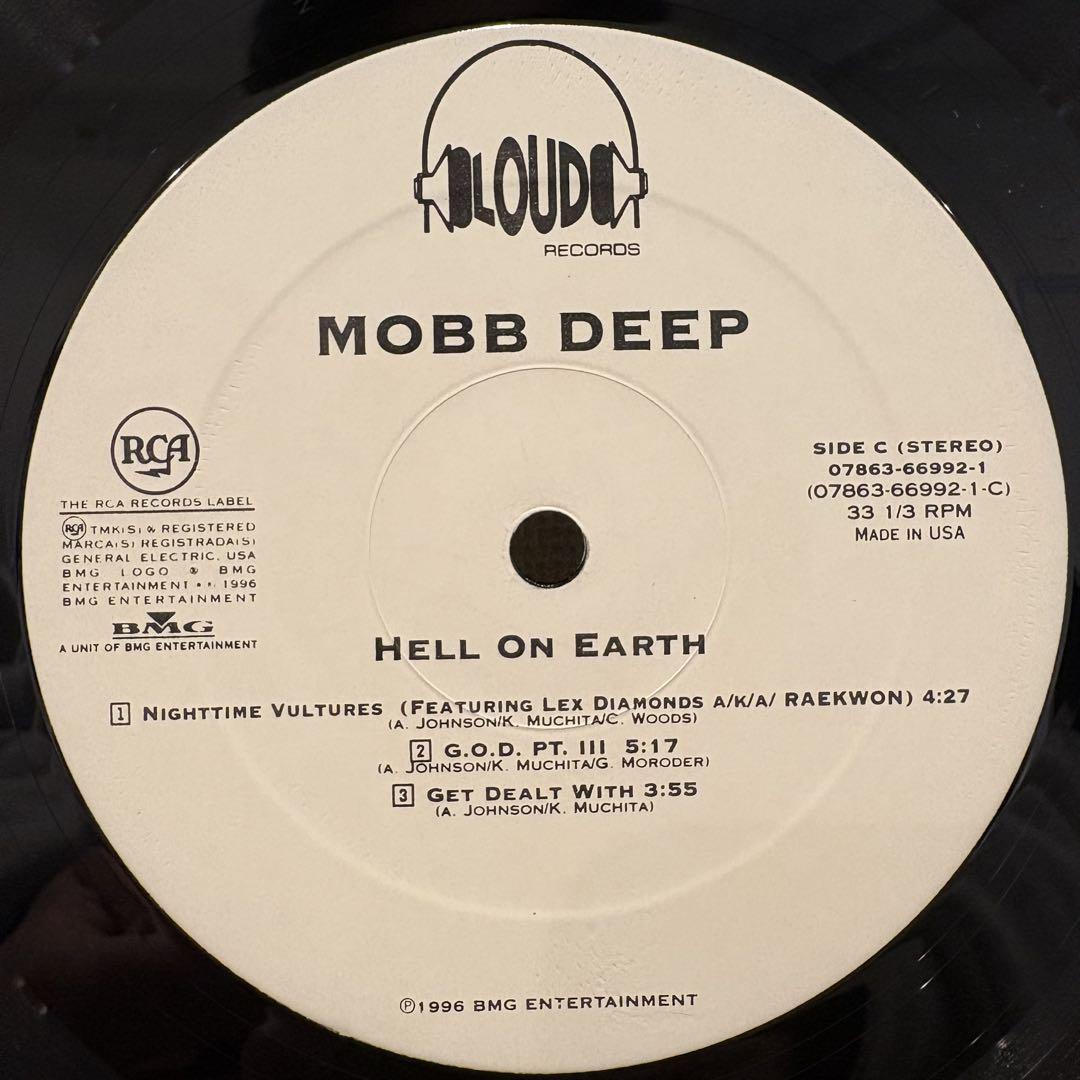 LOUD
RECORDS
MOBB DEEP
RCA
THE RCA RECORDS LABEL
RCA TMK(S) ® REGISTERED
MARCA(S) REGISTRADA(S)
GENERAL ELECTRIC, USA
BMG LOGO ® BMG
ENTERTAINMENT • 1996
BMG ENTERTAINMENT
BMG
A UNIT OF BMG ENTERTAINMENT
SIDE C (STEREO)
07863-66992-1
(07863-66992-1-C)
33 1/3 RPM
MADE IN USA
HELL ON EARTH
1 NIGHTTIME VULTURES (FEATURING LEX DIAMONDS A/K/A/ RAEKWON) 4:27
(A. JOHNSON/K. MUCHITA/C. WOODS)
2 G.O.D. PT. III 5:17
(A. JOHNSON/K. MUCHITA/G. MORODER)
3 GET DEALT WITH 3:55
(A. JOHNSON/K. MUCHITA)
℗1996 BMG ENTERTAINMENT